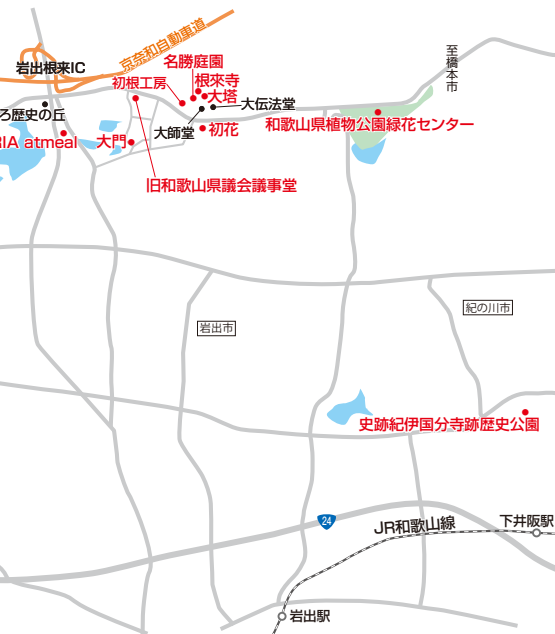 京奈和自動車道
至橋本市
岩出根来IC
名勝庭園
根來寺
初根工房
大塔
大伝法堂
ろ歴史の丘
大師堂
初花
和歌山県植物公園緑花センター
RIA atmeal
大門
旧和歌山県議会議事堂
紀の川市
岩出市
史跡紀伊国分寺跡歴史公園
24
JR和歌山線
下井阪駅
岩出駅